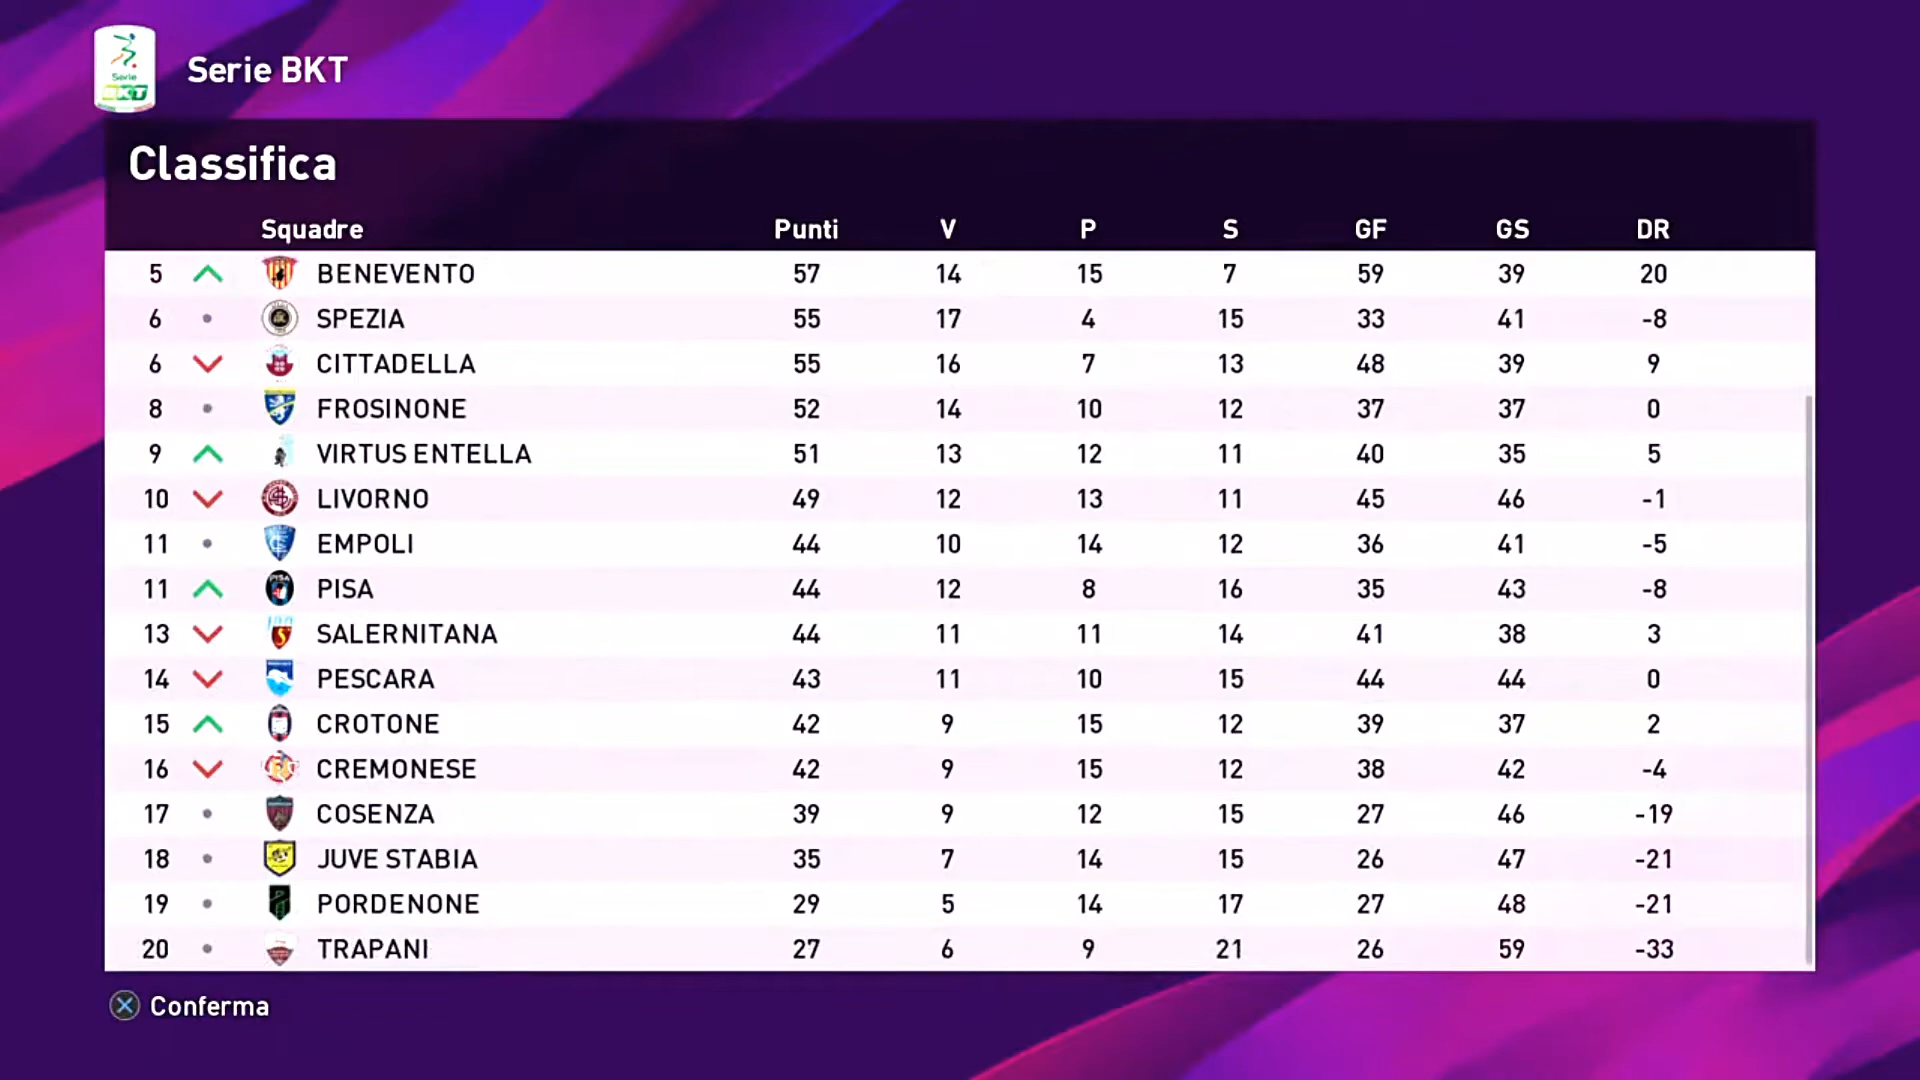 Serie
BKT
Serie BKT
Classifica
Squadre Punti V P S GF GS DR
5 BENEVENTO 57 14 15 7 59 39 20
6 SPEZIA 55 17 4 15 33 41 -8
6 CITTADELLA 55 16 7 13 48 39 9
8 FROSINONE 52 14 10 12 37 37 0
9 VIRTUS ENTELLA 51 13 12 11 40 35 5
10 LIVORNO 49 12 13 11 45 46 -1
11 EMPOLI 44 10 14 12 36 41 -5
11 PISA 44 12 8 16 35 43 -8
13 SALERNITANA 44 11 11 14 41 38 3
14 PESCARA 43 11 10 15 44 44 0
15 CROTONE 42 9 15 12 39 37 2
16 CREMONESE 42 9 15 12 38 42 -4
17 COSENZA 39 9 12 15 27 46 -19
18 JUVE STABIA 35 7 14 15 26 47 -21
19 PORDENONE 29 5 14 17 27 48 -21
20 TRAPANI 27 6 9 21 26 59 -33
Conferma